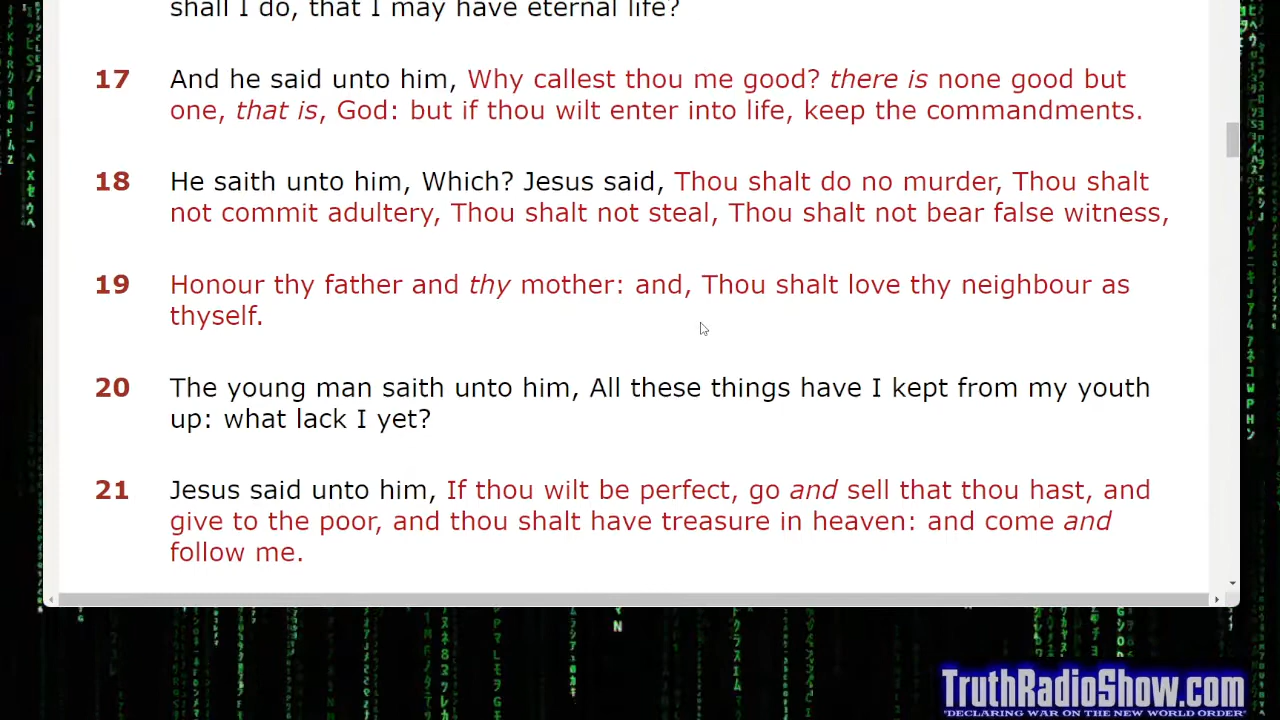 shall I do, that I may have eternal life?
17 And he said unto him, Why callest thou me good? there is none good but
one, that is, God: but if thou wilt enter into life, keep the commandments.
18 He saith unto him, Which? Jesus said, Thou shalt do no murder, Thou shalt
not commit adultery, Thou shalt not steal, Thou shalt not bear false witness,
19 Honour thy father and thy mother: and, Thou shalt love thy neighbour as
thyself.
20 The young man saith unto him, All these things have I kept from my youth
up: what lack I yet?
21 Jesus said unto him, If thou wilt be perfect, go and sell that thou hast, and
give to the poor, and thou shalt have treasure in heaven: and come and
follow me.
TruthRadioShow.com
"DECLARING WAR ON THE NEW WORLD ORDER"